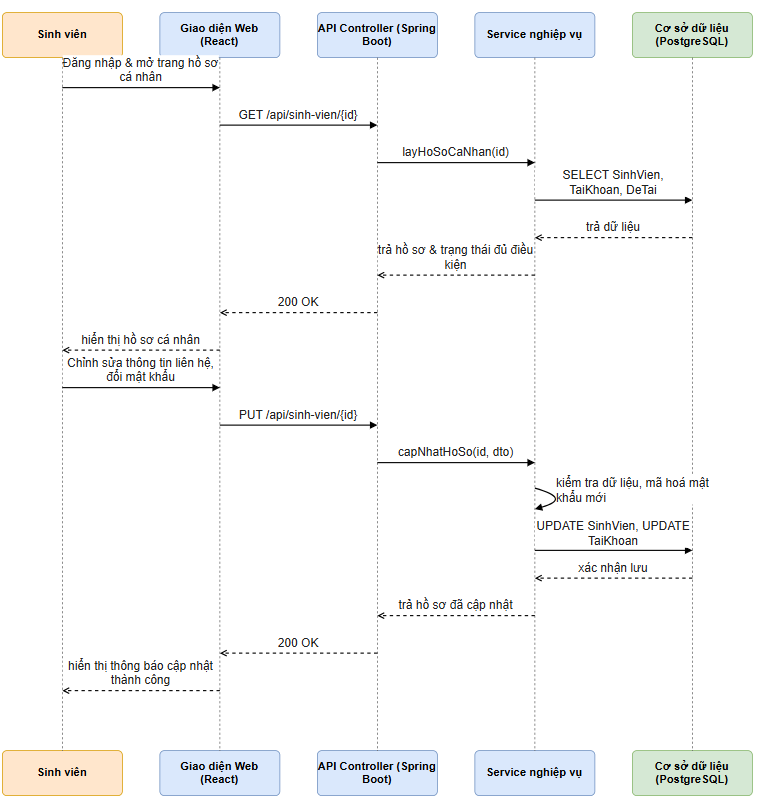 Sinh viên
Giao diện Web
(React)
API Controller (Spring
Boot)
Service nghiệp vụ
Cơ sở dữ liệu
(PostgreSQL)
Đăng nhập & mở trang hồ sơ
cá nhân
GET /api/sinh-vien/{id}
layHoSoCaNhan(id)
SELECT SinhVien,
TaiKhoan, DeTai
trả dữ liệu
trả hồ sơ & trạng thái đủ điều
kiện
200 OK
hiển thị hồ sơ cá nhân
Chỉnh sửa thông tin liên hệ,
đổi mật khẩu
PUT /api/sinh-vien/{id}
capNhatHoSo(id, dto)
kiểm tra dữ liệu, mã hoá mật
khẩu mới
UPDATE SinhVien, UPDATE
TaiKhoan
xác nhận lưu
trả hồ sơ đã cập nhật
200 OK
hiển thị thông báo cập nhật
thành công
Sinh viên
Giao diện Web
(React)
API Controller (Spring
Boot)
Service nghiệp vụ
Cơ sở dữ liệu
(PostgreSQL)